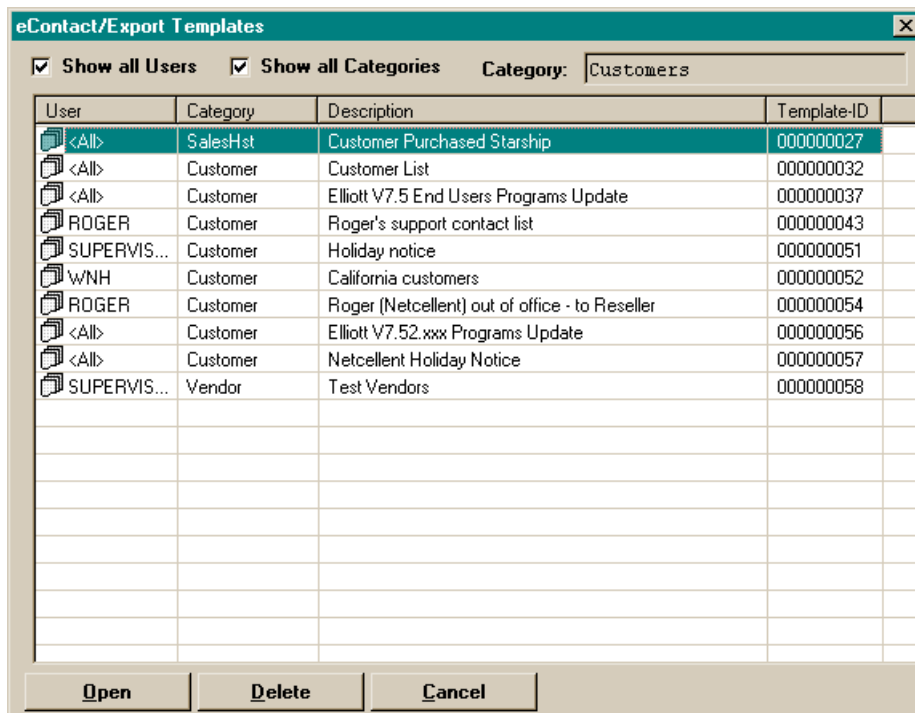 eContact/Export Templates
Show all Users Show all Categories Category: Customers
User Category Description Template-ID
<All> SalesHst Customer Purchased Starship 000000027
<All> Customer Customer List 000000032
<All> Customer Elliott V7.5 End Users Programs Update 000000037
ROGER Customer Roger's support contact list 000000043
SUPERVIS... Customer Holiday notice 000000051
WNH Customer California customers 000000052
ROGER Customer Roger (Netcellent) out of office - to Reseller 000000054
<All> Customer Elliott V7.52.xxx Programs Update 000000056
<All> Customer Netcellent Holiday Notice 000000057
SUPERVIS... Vendor Test Vendors 000000058
Open Delete Cancel